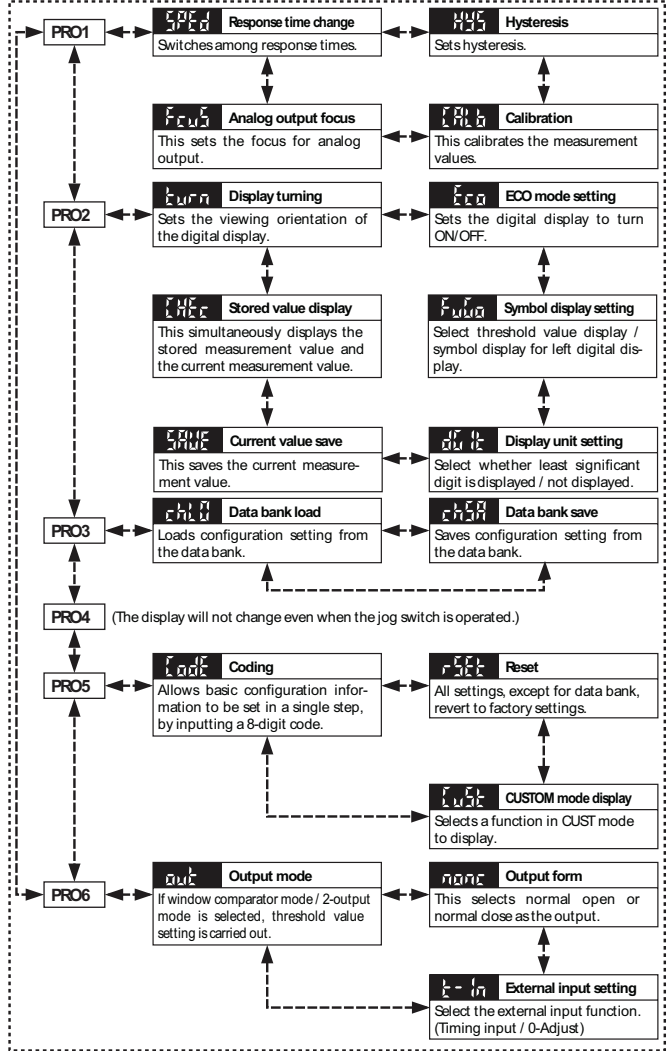 PRO1
SPEd Response time change
Switches among response times.
HYS Hysteresis
Sets hysteresis.
FcuS Analog output focus
This sets the focus for analog
output.
CALb Calibration
This calibrates the measurement
values.
PRO2
turn Display turning
Sets the viewing orientation of
the digital display.
Eco ECO mode setting
Sets the digital display to turn
ON/OFF.
CHEc Stored value display
This simultaneously displays the
stored measurement value and
the current measurement value.
Symbol display setting
Select threshold value display /
symbol display for left digital dis-
play.
SAVE Current value save
This saves the current measure-
ment value.
diGit Display unit setting
Select whether least significant
digit is displayed / not displayed.
PRO3
chLO Data bank load
Loads configuration setting from
the data bank.
chSA Data bank save
Saves configuration setting from
the data bank.
PRO4 (The display will not change even when the jog switch is operated.)
PRO5
CodE Coding
Allows basic configuration infor-
mation to be set in a single step,
by inputting a 8-digit code.
rSEt Reset
All settings, except for data bank,
revert to factory settings.
CuSt CUSTOM mode display
Selects a function in CUST mode
to display.
PRO6
out Output mode
If window comparator mode / 2-output
mode is selected, threshold value
setting is carried out.
nonc Output form
This selects normal open or
normal close as the output.
t-In External input setting
Select the external input function.
(Timing input / 0-Adjust)